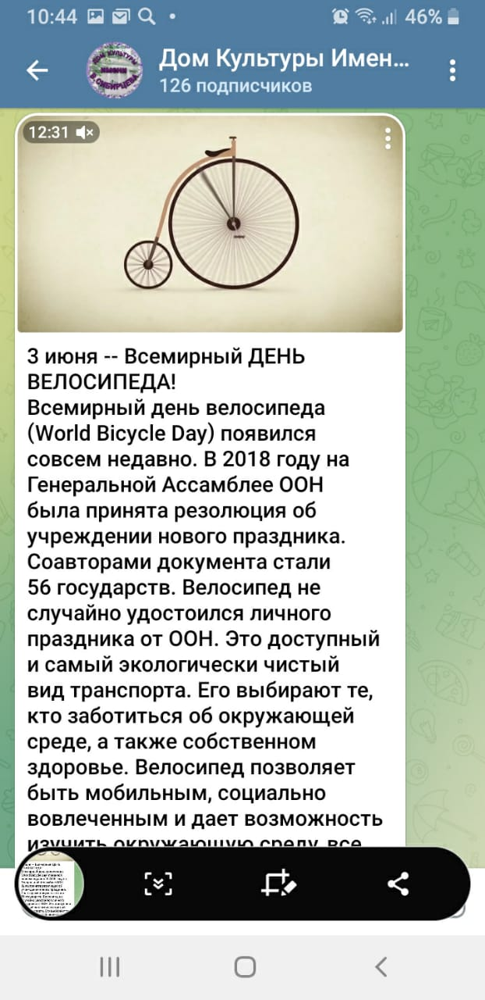 10:44
46%
Дом Культуры Имен...
126 подписчиков
ДОМ КУЛЬТУРЫ
ИМЕНИ
В.СИБИРЦЕВА
12:31
3 июня -- Всемирный ДЕНЬ
ВЕЛОСИПЕДА!
Всемирный день велосипеда
(World Bicycle Day) появился
совсем недавно. В 2018 году на
Генеральной Ассамблее ООН
была принята резолюция об
учреждении нового праздника.
Соавторами документа стали
56 государств. Велосипед не
случайно удостоился личного
праздника от ООН. Это доступный
и самый экологически чистый
вид транспорта. Его выбирают те,
кто заботиться об окружающей
среде, а также собственном
здоровье. Велосипед позволяет
быть мобильным, социально
вовлеченным и дает возможность
изучить окружающую среду, все